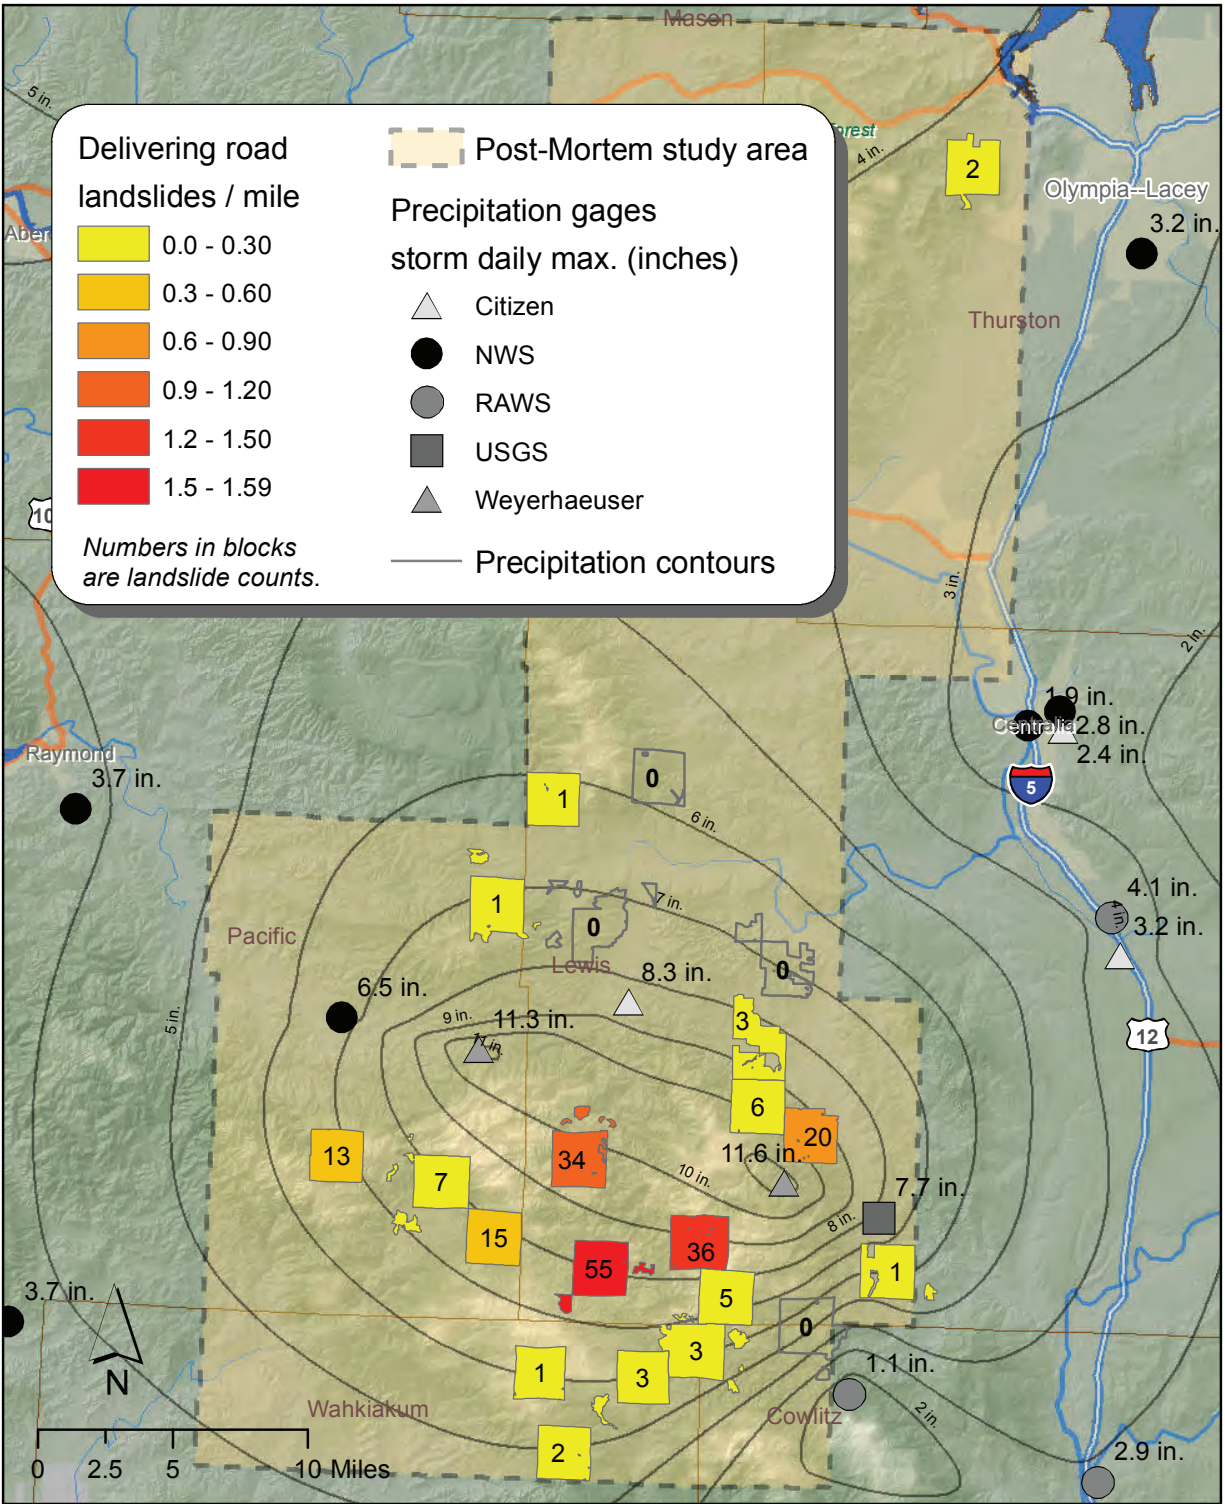 Mason
5 in.
Delivering road
landslides / mile
0.0 - 0.30
0.3 - 0.60
0.6 - 0.90
0.9 - 1.20
1.2 - 1.50
1.5 - 1.59
Numbers in blocks
are landslide counts.
Post-Mortem study area
Precipitation gages
storm daily max. (inches)
Citizen
NWS
RAWS
USGS
Weyerhaeuser
Precipitation contours
orest
4 in.
2
Olympia--Lacey
3.2 in.
Aber
Thurston
10
3 in.
2 in.
1.9 in.
Centralia
2.8 in.
2.4 in.
5
Raymond
3.7 in.
0
1
6 in.
1
7 in.
0
4.1 in.
4 in.
3.2 in.
Pacific
Lewis
0
8.3 in.
6.5 in.
9 in.
11.3 in.
11 in.
3
5 in.
12
6
20
13
34
11.6 in.
7
10 in.
7.7 in.
8 in.
15
36
55
1
5
3.7 in.
0
3
1
3
1.1 in.
N
Wahkiakum
Cowlitz
2 in.
2
2.9 in.
0 2.5 5 10 Miles